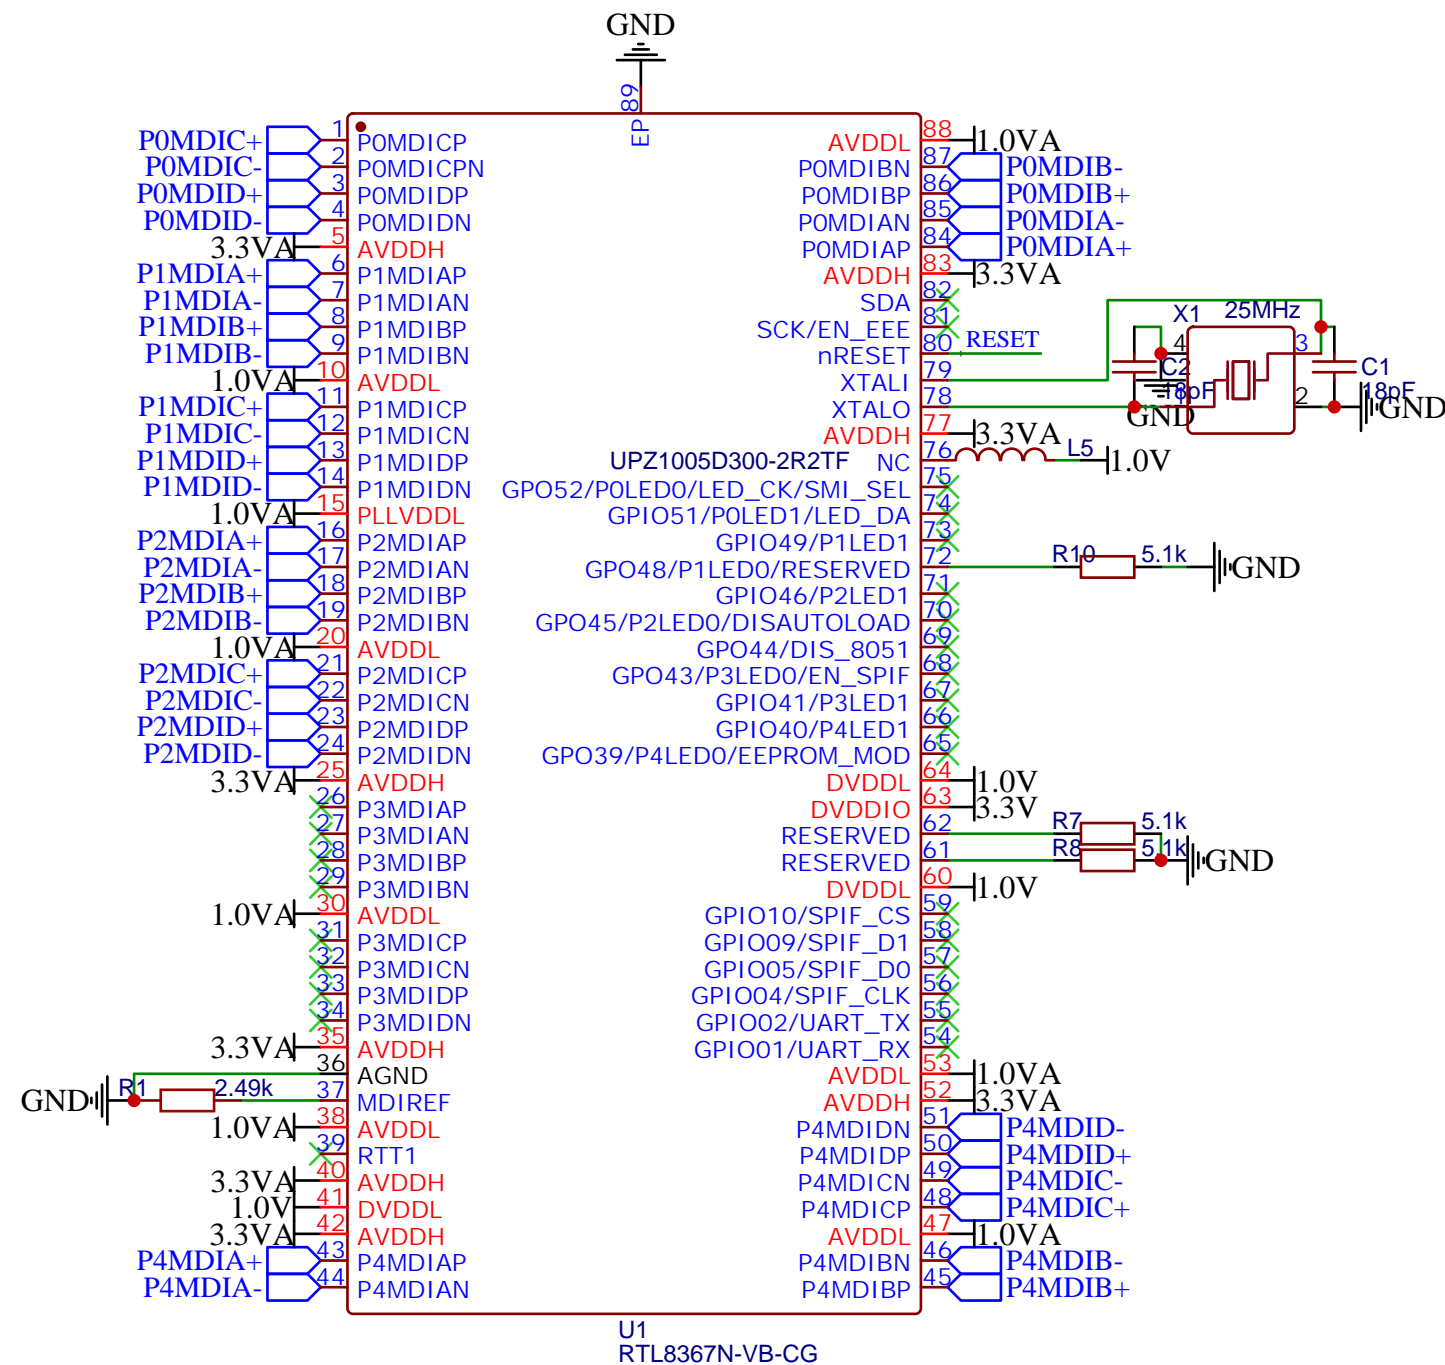 GND
EP 89
P0MDIC+ 1 P0MDICP
P0MDIC- 2 P0MDICPN
P0MDID+ 3 P0MDIDP
P0MDID- 4 P0MDIDN
3.3VA 5 AVDDH
P1MDIA+ 6 P1MDIAP
P1MDIA- 7 P1MDIAN
P1MDIB+ 8 P1MDIBP
P1MDIB- 9 P1MDIBN
1.0VA 10 AVDDL
P1MDIC+ 11 P1MDICP
P1MDIC- 12 P1MDICN
P1MDID+ 13 P1MDIDP
P1MDID- 14 P1MDIDN
1.0VA 15 PLLVDDL
P2MDIA+ 16 P2MDIAP
P2MDIA- 17 P2MDIAN
P2MDIB+ 18 P2MDIBP
P2MDIB- 19 P2MDIBN
1.0VA 20 AVDDL
P2MDIC+ 21 P2MDICP
P2MDIC- 22 P2MDICN
P2MDID+ 23 P2MDIDP
P2MDID- 24 P2MDIDN
3.3VA 25 AVDDH
26 P3MDIAP
27 P3MDIAN
28 P3MDIBP
29 P3MDIBN
1.0VA 30 AVDDL
31 P3MDICP
32 P3MDICN
33 P3MDIDP
34 P3MDIDN
3.3VA 35 AVDDH
36 AGND
GND R1 2.49k 37 MDIREF
1.0VA 38 AVDDL
39 RTT1
3.3VA 40 AVDDH
1.0V 41 DVDDL
3.3VA 42 AVDDH
P4MDIA+ 43 P4MDIAP
P4MDIA- 44 P4MDIAN
AVDDL 88 1.0VA
P0MDIBN 87 P0MDIB-
P0MDIBP 86 P0MDIB+
P0MDIAN 85 P0MDIA-
P0MDIAP 84 P0MDIA+
AVDDH 83 3.3VA
SDA 82
SCK/EN_EEE 81
nRESET 80 RESET
XTALI 79
XTALO 78
AVDDH 77 3.3VA
UPZ1005D300-2R2TF NC 76 L5 1.0V
GPO52/P0LED0/LED_CK/SMI_SEL 75
GPIO51/P0LED1/LED_DA 74
GPIO49/P1LED1 73
GPO48/P1LED0/RESERVED 72 R10 5.1k GND
GPIO46/P2LED1 71
GPO45/P2LED0/DISAUTOLOAD 70
GPO44/DIS_8051 69
GPO43/P3LED0/EN_SPIF 68
GPIO41/P3LED1 67
GPIO40/P4LED1 66
GPO39/P4LED0/EEPROM_MOD 65
DVDDL 64 1.0V
DVDDIO 63 3.3V
RESERVED 62 R7 5.1k
RESERVED 61 R8 5.1k GND
DVDDL 60 1.0V
GPIO10/SPIF_CS 59
GPIO09/SPIF_D1 58
GPIO05/SPIF_D0 57
GPIO04/SPIF_CLK 56
GPIO02/UART_TX 55
GPIO01/UART_RX 54
AVDDL 53 1.0VA
AVDDH 52 3.3VA
P4MDIDN 51 P4MDID-
P4MDIDP 50 P4MDID+
P4MDICN 49 P4MDIC-
P4MDICP 48 P4MDIC+
AVDDL 47 1.0VA
P4MDIBN 46 P4MDIB-
P4MDIBP 45 P4MDIB+
X1 25MHz
4 3
C2 C1
18pF 1 2 18pF
GND GND
U1
RTL8367N-VB-CG